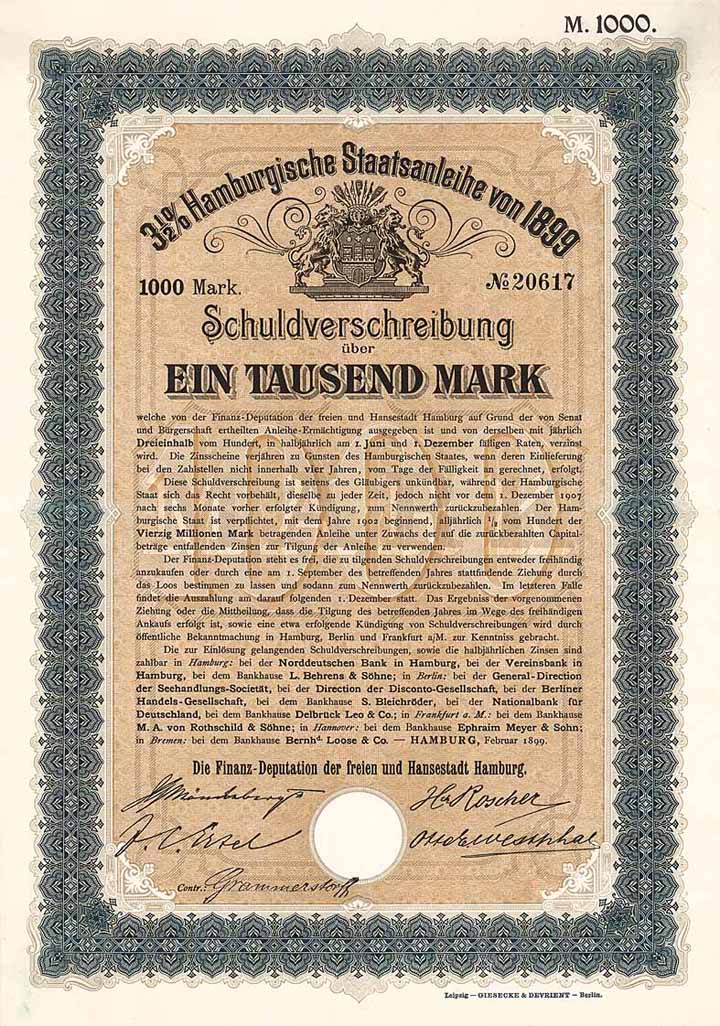 M. 1000.
3½% Hamburgische Staatsanleihe von 1899
1000 Mark.
№ 20617
Schuldverschreibung
über
EIN TAUSEND MARK
welche von der Finanz-Deputation der freien und Hansestadt Hamburg auf Grund der von Senat
und Bürgerschaft ertheilten Anleihe-Ermächtigung ausgegeben ist und von derselben mit jährlich
Dreieinhalb vom Hundert, in halbjährlich am 1. Juni und 1. Dezember fälligen Raten, verzinst
wird. Die Zinsscheine verjähren zu Gunsten des Hamburgischen Staates, wenn deren Einlieferung
bei den Zahlstellen nicht innerhalb vier Jahren, vom Tage der Fälligkeit an gerechnet, erfolgt.
Diese Schuldverschreibung ist seitens des Gläubigers unkündbar, während der Hamburgische
Staat sich das Recht vorbehält, dieselbe zu jeder Zeit, jedoch nicht vor dem 1. Dezember 1907
nach sechs Monate vorher erfolgter Kündigung, zum Nennwerth zurückzubezahlen. Der Ham-
burgische Staat ist verpflichtet, mit dem Jahre 1902 beginnend, alljährlich vom Hundert der
Vierzig Millionen Mark betragenden Anleihe unter Zuwachs der auf die zurückbezahlten Capital-
beträge entfallenden Zinsen zur Tilgung der Anleihe zu verwenden.
Der Finanz-Deputation steht es frei, die zu tilgenden Schuldverschreibungen entweder freihändig
anzukaufen oder durch eine am 1. September des betreffenden Jahres stattfindende Ziehung durch
das Loos bestimmen zu lassen und sodann zum Nennwerth zurückzubezahlen. Im letzteren Falle
findet die Auszahlung am darauf folgenden 1. Dezember statt. Das Ergebniss der vorgenommenen
Ziehung oder die Mittheilung, dass die Tilgung des betreffenden Jahres im Wege des freihändigen
Ankaufs erfolgt ist, sowie eine etwa erfolgende Kündigung von Schuldverschreibungen wird durch
öffentliche Bekanntmachung in Hamburg, Berlin und Frankfurt a/M. zur Kenntniss gebracht.
Die zur Einlösung gelangenden Schuldverschreibungen, sowie die halbjährlichen Zinsen sind
zahlbar in Hamburg: bei der Norddeutschen Bank in Hamburg, bei der Vereinsbank in
Hamburg, bei dem Bankhause L. Behrens & Söhne; in Berlin: bei der General-Direction
der Seehandlungs-Societät, bei der Direction der Disconto-Gesellschaft, bei der Berliner
Handels-Gesellschaft, bei dem Bankhause S. Bleichröder, bei der Nationalbank für
Deutschland, bei dem Bankhause Delbrück Leo & Co.; in Frankfurt a. M.: bei dem Bankhause
M. A. von Rothschild & Söhne; in Hannover: bei dem Bankhause Ephraim Meyer & Sohn;
in Bremen: bei dem Bankhause Bernhd. Loose & Co. — HAMBURG, Februar 1899.
Die Finanz-Deputation der freien und Hansestadt Hamburg.
Roscher
Otto Westphal
Contr.: Grammerstorff
Leipzig — GIESECKE & DEVRIENT — Berlin.